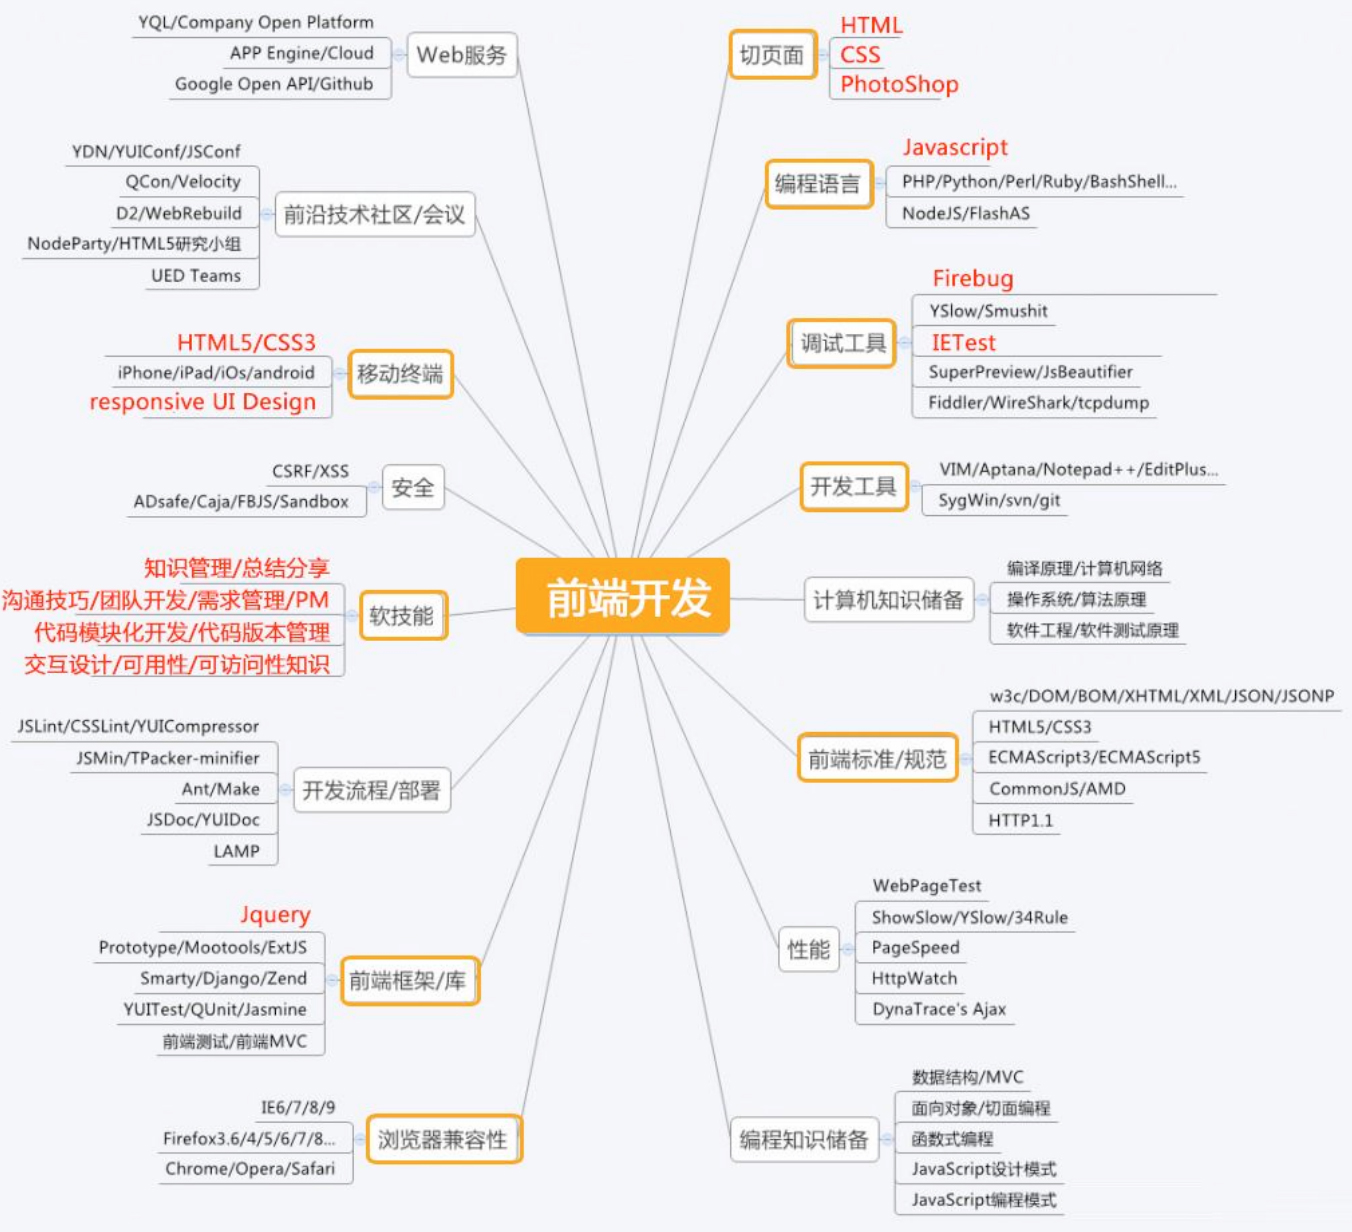 前端开发
切页面
HTML
CSS
PhotoShop
编程语言
Javascript
PHP/Python/Perl/Ruby/BashShell...
NodeJS/FlashAS
调试工具
Firebug
YSlow/Smushit
IETest
SuperPreview/JsBeautifier
Fiddler/WireShark/tcpdump
开发工具
VIM/Aptana/Notepad++/EditPlus...
SygWin/svn/git
计算机知识储备
编译原理/计算机网络
操作系统/算法原理
软件工程/软件测试原理
前端标准/规范
w3c/DOM/BOM/XHTML/XML/JSON/JSONP
HTML5/CSS3
ECMAScript3/ECMAScript5
CommonJS/AMD
HTTP1.1
性能
WebPageTest
ShowSlow/YSlow/34Rule
PageSpeed
HttpWatch
DynaTrace's Ajax
编程知识储备
数据结构/MVC
面向对象/切面编程
函数式编程
JavaScript设计模式
JavaScript编程模式
Web服务
YQL/Company Open Platform
APP Engine/Cloud
Google Open API/Github
前沿技术社区/会议
YDN/YUIConf/JSConf
QCon/Velocity
D2/WebRebuild
NodeParty/HTML5研究小组
UED Teams
移动终端
HTML5/CSS3
iPhone/iPad/iOs/android
responsive UI Design
安全
CSRF/XSS
ADsafe/Caja/FBJS/Sandbox
软技能
知识管理/总结分享
沟通技巧/团队开发/需求管理/PM
代码模块化开发/代码版本管理
交互设计/可用性/可访问性知识
开发流程/部署
JSLint/CSSLint/YUICompressor
JSMin/TPacker-minifier
Ant/Make
JSDoc/YUIDoc
LAMP
前端框架/库
Jquery
Prototype/Mootools/ExtJS
Smarty/Django/Zend
YUITest/QUnit/Jasmine
前端测试/前端MVC
浏览器兼容性
IE6/7/8/9
Firefox3.6/4/5/6/7/8...
Chrome/Opera/Safari